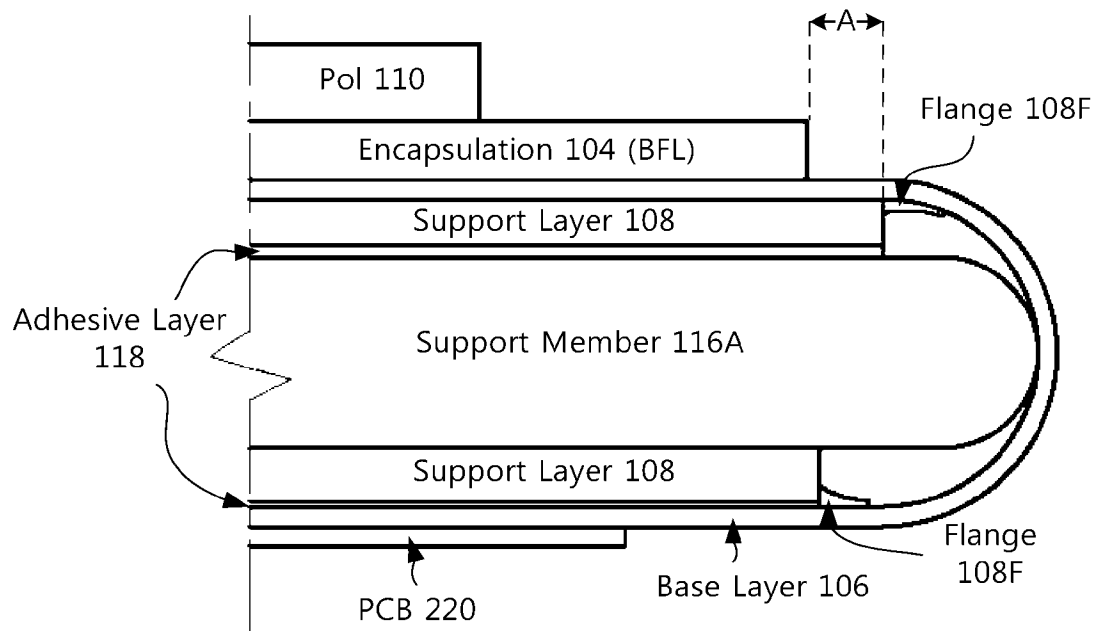 A
Pol 110
Flange 108F
Encapsulation 104 (BFL)
Support Layer 108
Adhesive Layer
118
Support Member 116A
Support Layer 108
Flange
108F
Base Layer 106
PCB 220